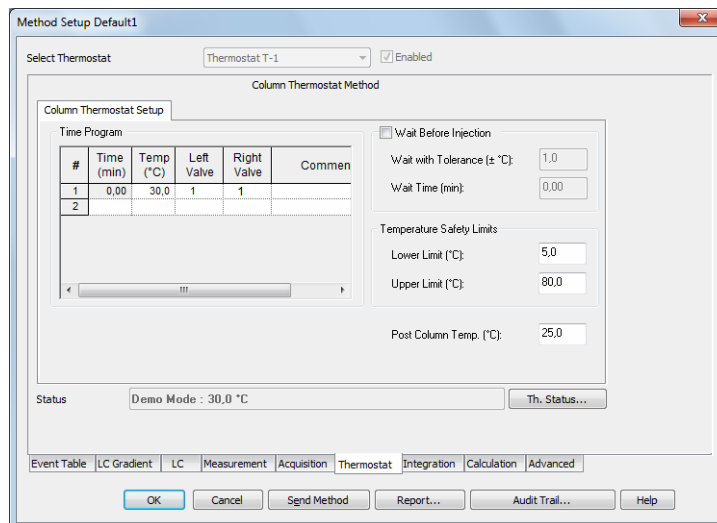 Method Setup Default1
x
Select Thermostat Thermostat T-1 Enabled
Column Thermostat Method
Column Thermostat Setup
Time Program
# Time (min) Temp (°C) Left Valve Right Valve Commen
1 0,00 30,0 1 1
2
Wait Before Injection
Wait with Tolerance (± °C): 1,0
Wait Time (min): 0,00
Temperature Safety Limits
Lower Limit (°C): 5,0
Upper Limit (°C): 80,0
Post Column Temp. (°C): 25,0
Status Demo Mode : 30,0 °C Th. Status...
Event Table LC Gradient LC Measurement Acquisition Thermostat Integration Calculation Advanced
OK Cancel Send Method Report... Audit Trail... Help